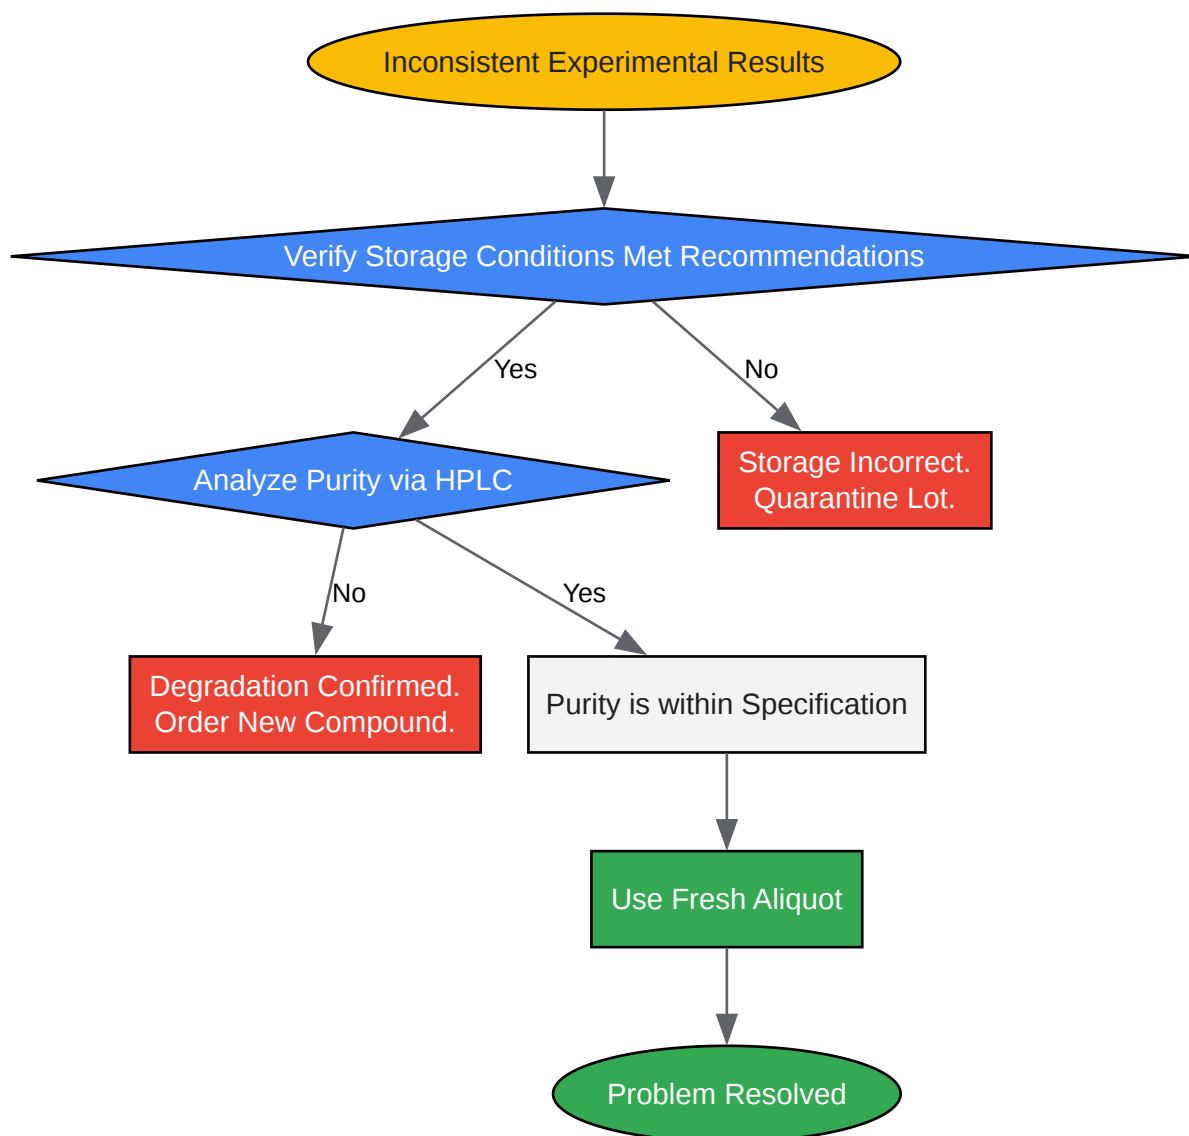 Inconsistent Experimental Results
Verify Storage Conditions Met Recommendations
Yes
No
Analyze Purity via HPLC
Storage Incorrect.
Quarantine Lot.
No
Yes
Degradation Confirmed.
Order New Compound.
Purity is within Specification
Use Fresh Aliquot
Problem Resolved